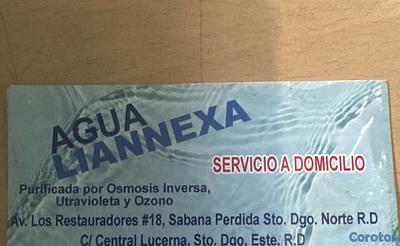 AGUA
LIANNEXA
SERVICIO A DOMICILIO
Purificada por Osmosis Inversa,
Utravioleta y Ozono
Av. Los Restauradores #18, Sabana Perdida Sto. Dgo. Norte R.D
C/ Central Lucerna, Sto. Dgo. Este, R.D
Corotos